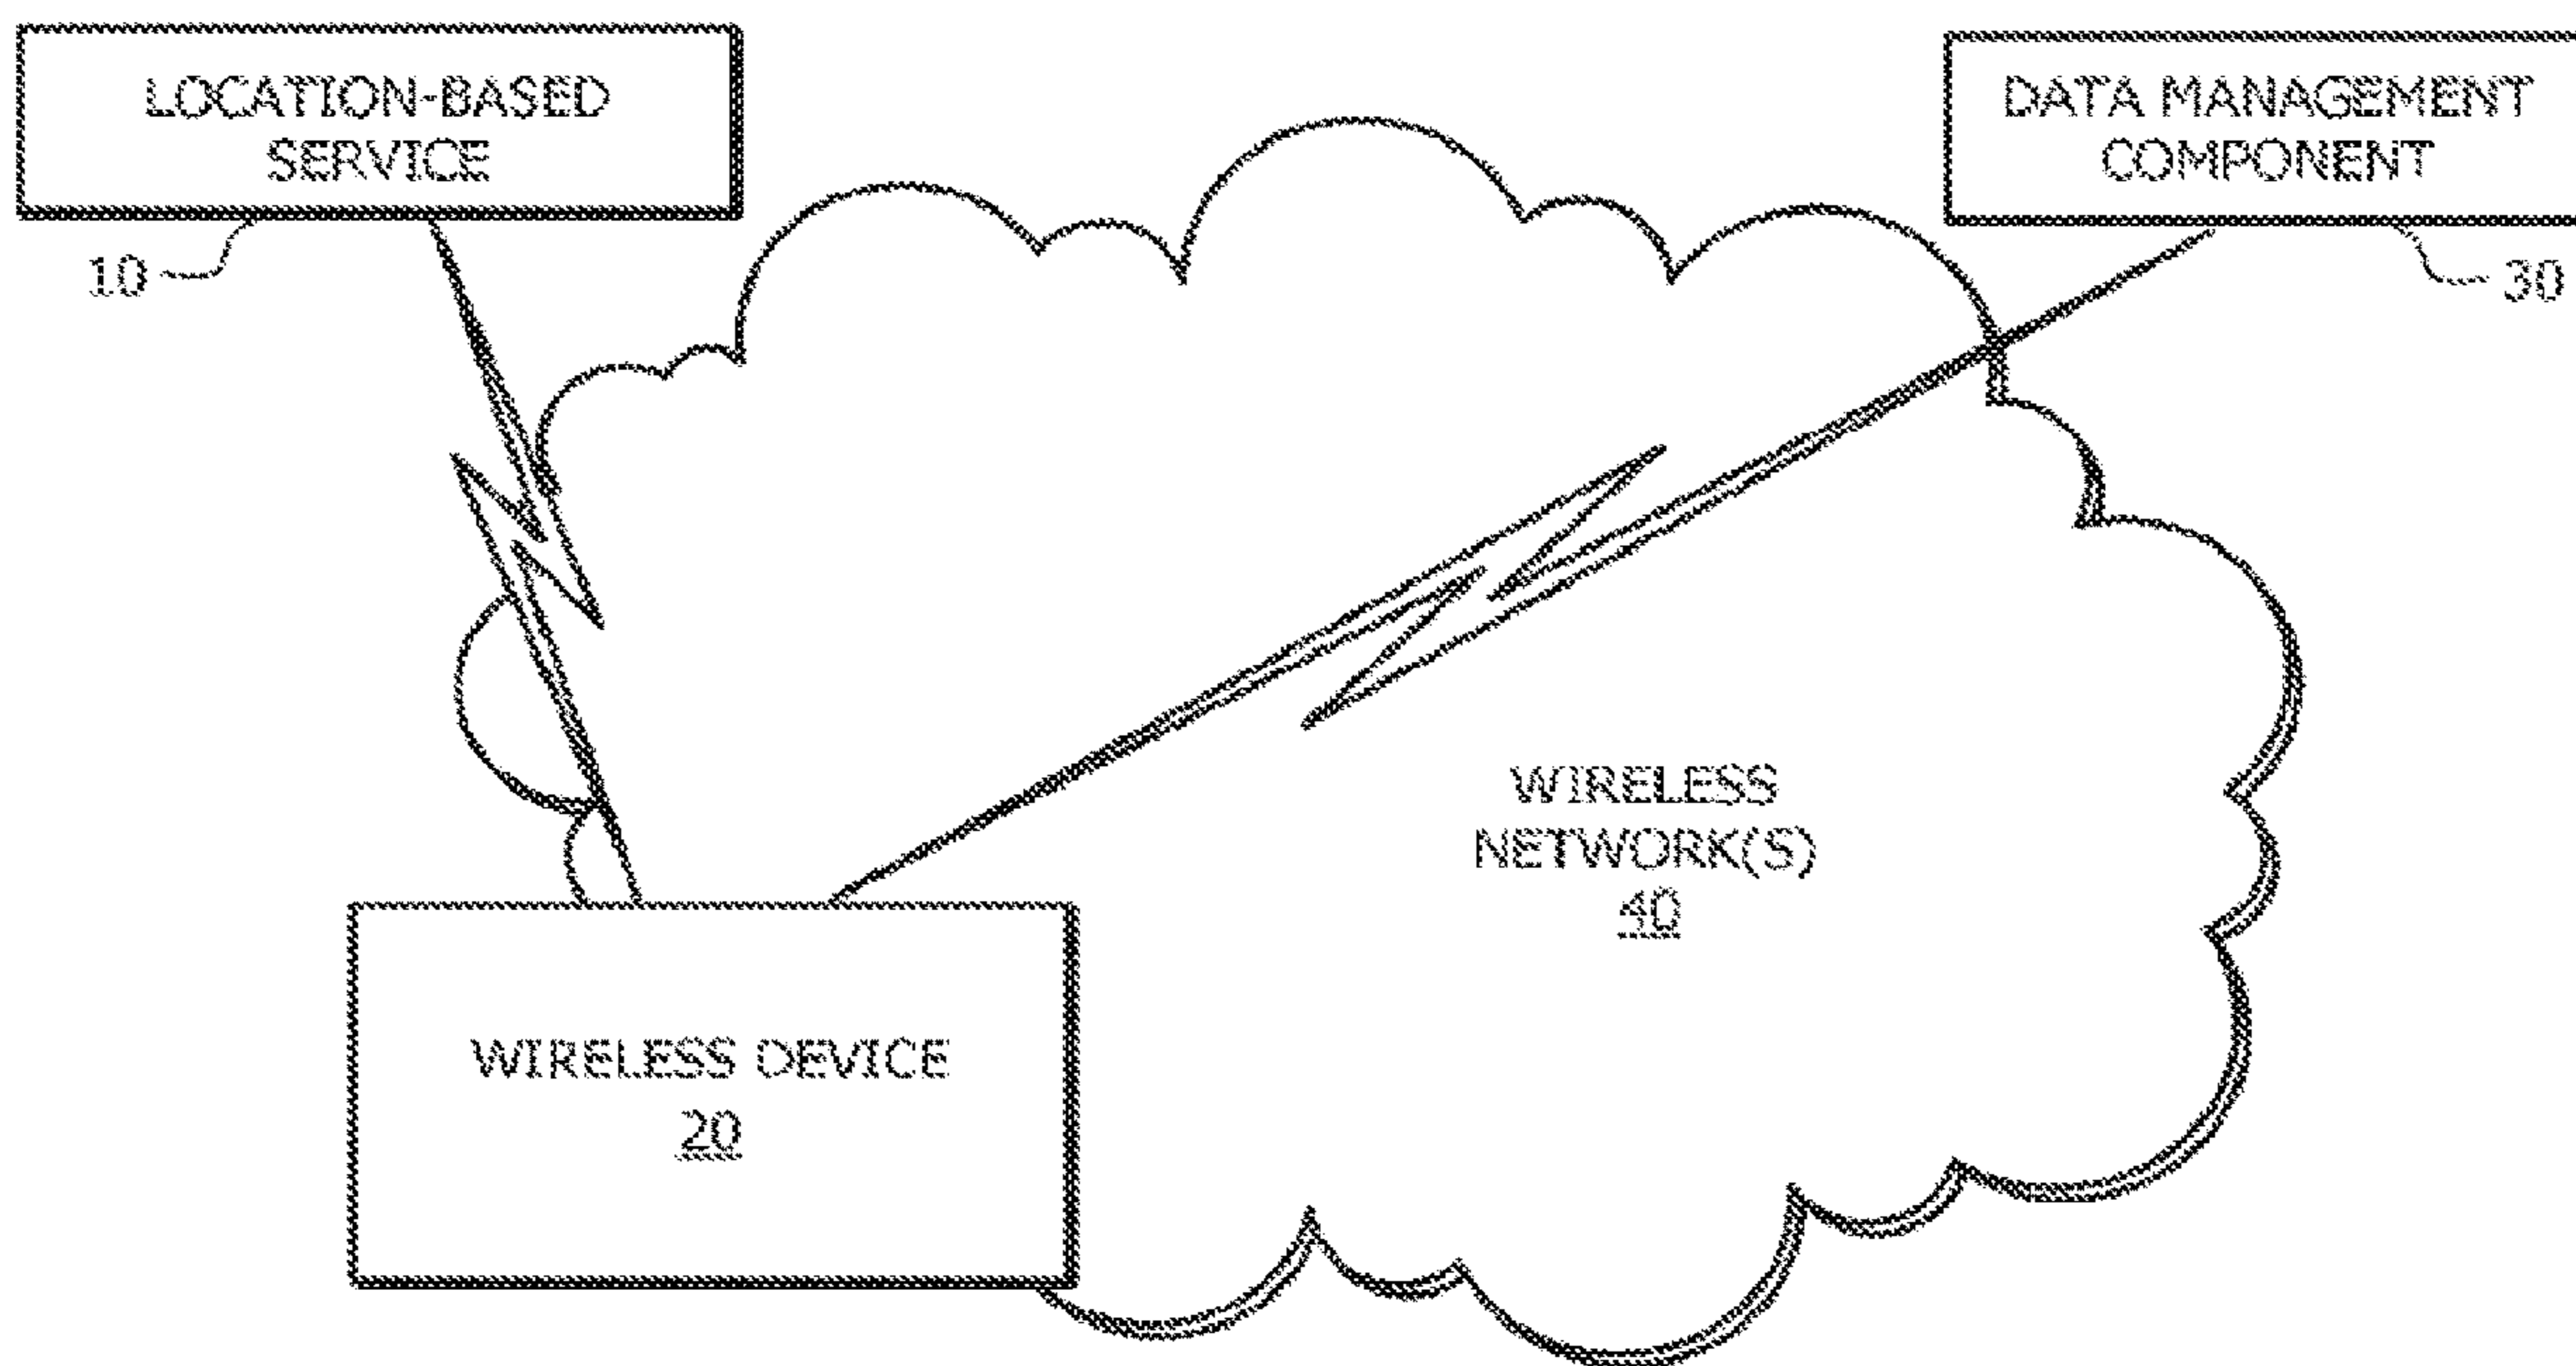 LOCATION-BASED
SERVICE
10
DATA MANAGEMENT
COMPONENT
30
WIRELESS
NETWORK(S)
40
WIRELESS DEVICE
20